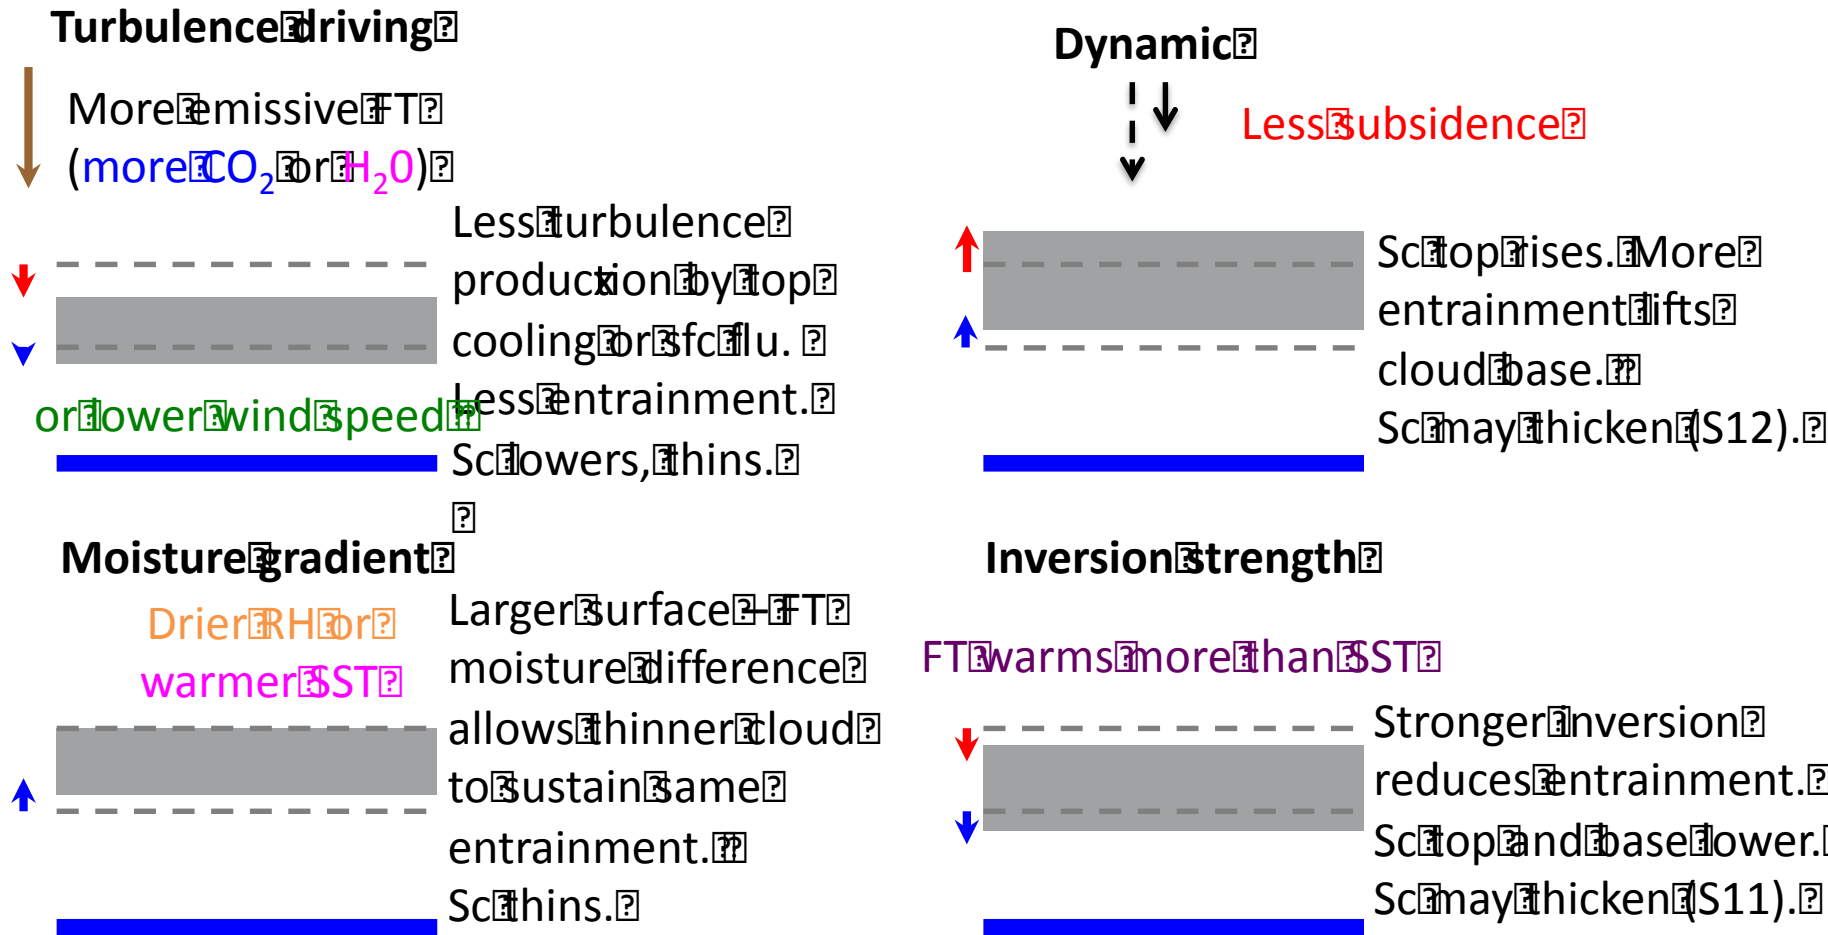 Turbulence driving
More emissive FT
(more CO₂ or H₂0)
Less turbulence
production by top
cooling or sfc flu.
Less entrainment.
or lower wind speed
Sc lowers, thins.
Dynamic
Less subsidence
Sc top rises. More
entrainment lifts
cloud base.
Sc may thicken (S12).
Moisture gradient
Drier RH or
warmer SST
Larger surface – FT
moisture difference
allows thinner cloud
to sustain same
entrainment.
Sc thins.
Inversion strength
FT warms more than SST
Stronger inversion
reduces entrainment.
Sc top and base lower.
Sc may thicken (S11).